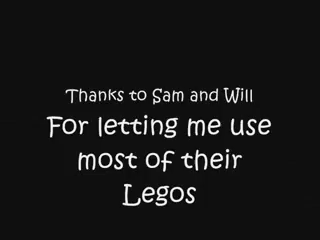 Thanks to Sam and Will
For letting me use
most of their
Legos